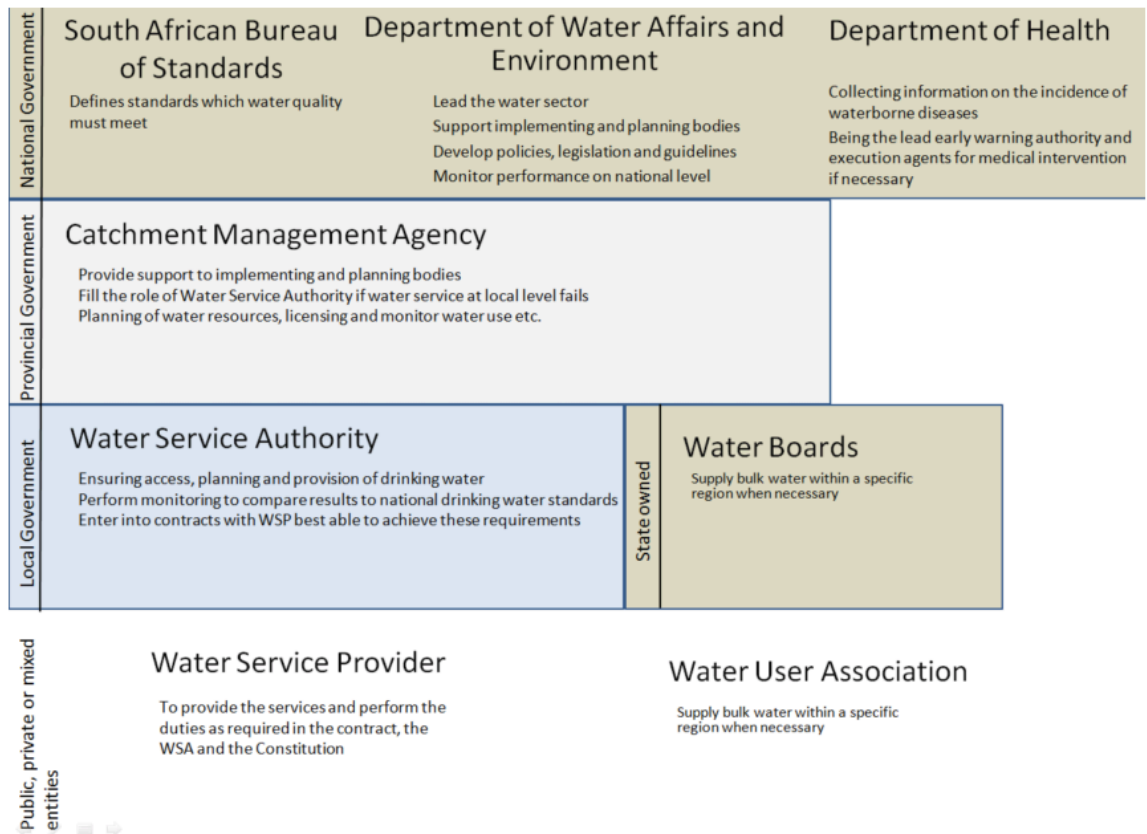 National Government
South African Bureau
of Standards
Defines standards which water quality
must meet
Department of Water Affairs and
Environment
Lead the water sector
Support implementing and planning bodies
Develop policies, legislation and guidelines
Monitor performance on national level
Department of Health
Collecting information on the incidence of
waterborne diseases
Being the lead early warning authority and
execution agents for medical intervention
if necessary
Provincial Government
Catchment Management Agency
Provide support to implementing and planning bodies
Fill the role of Water Service Authority if water service at local level fails
Planning of water resources, licensing and monitor water use etc.
Local Government
Water Service Authority
Ensuring access, planning and provision of drinking water
Perform monitoring to compare results to national drinking water standards
Enter into contracts with WSP best able to achieve these requirements
State owned
Water Boards
Supply bulk water within a specific
region when necessary
Public, private or mixed
entities
Water Service Provider
To provide the services and perform the
duties as required in the contract, the
WSA and the Constitution
Water User Association
Supply bulk water within a specific
region when necessary